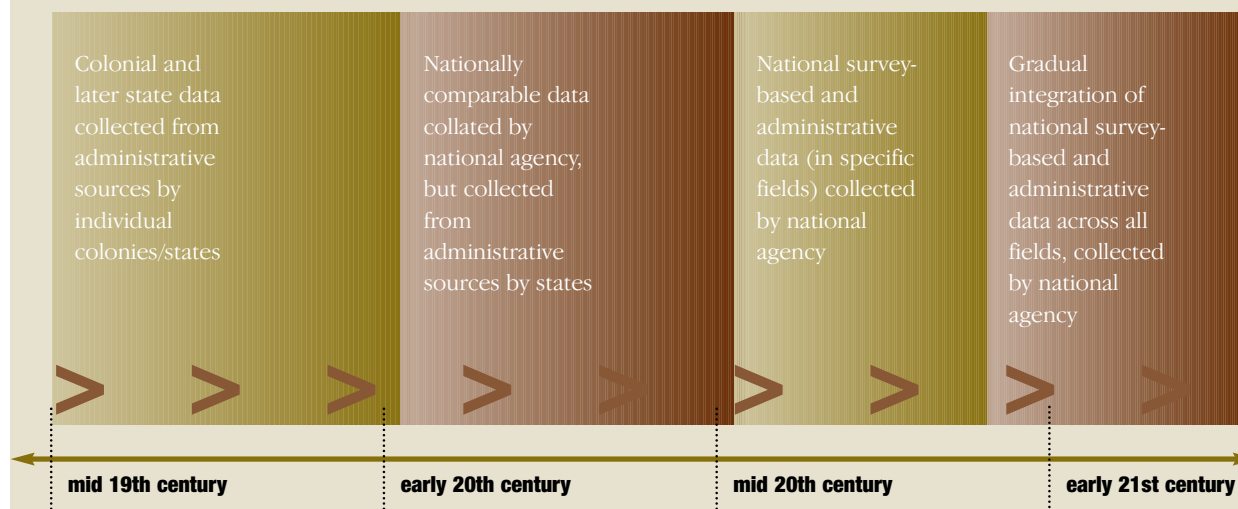 Colonial and
later state data
collected from
administrative
sources by
individual
colonies/states
Nationally
comparable data
collated by
national agency,
but collected
from
administrative
sources by states
National survey-
based and
administrative
data (in specific
fields) collected
by national
agency
Gradual
integration of
national survey-
based and
administrative
data across all
fields, collected
by national
agency
> > > > > > > > >
mid 19th century
early 20th century
mid 20th century
early 21st century